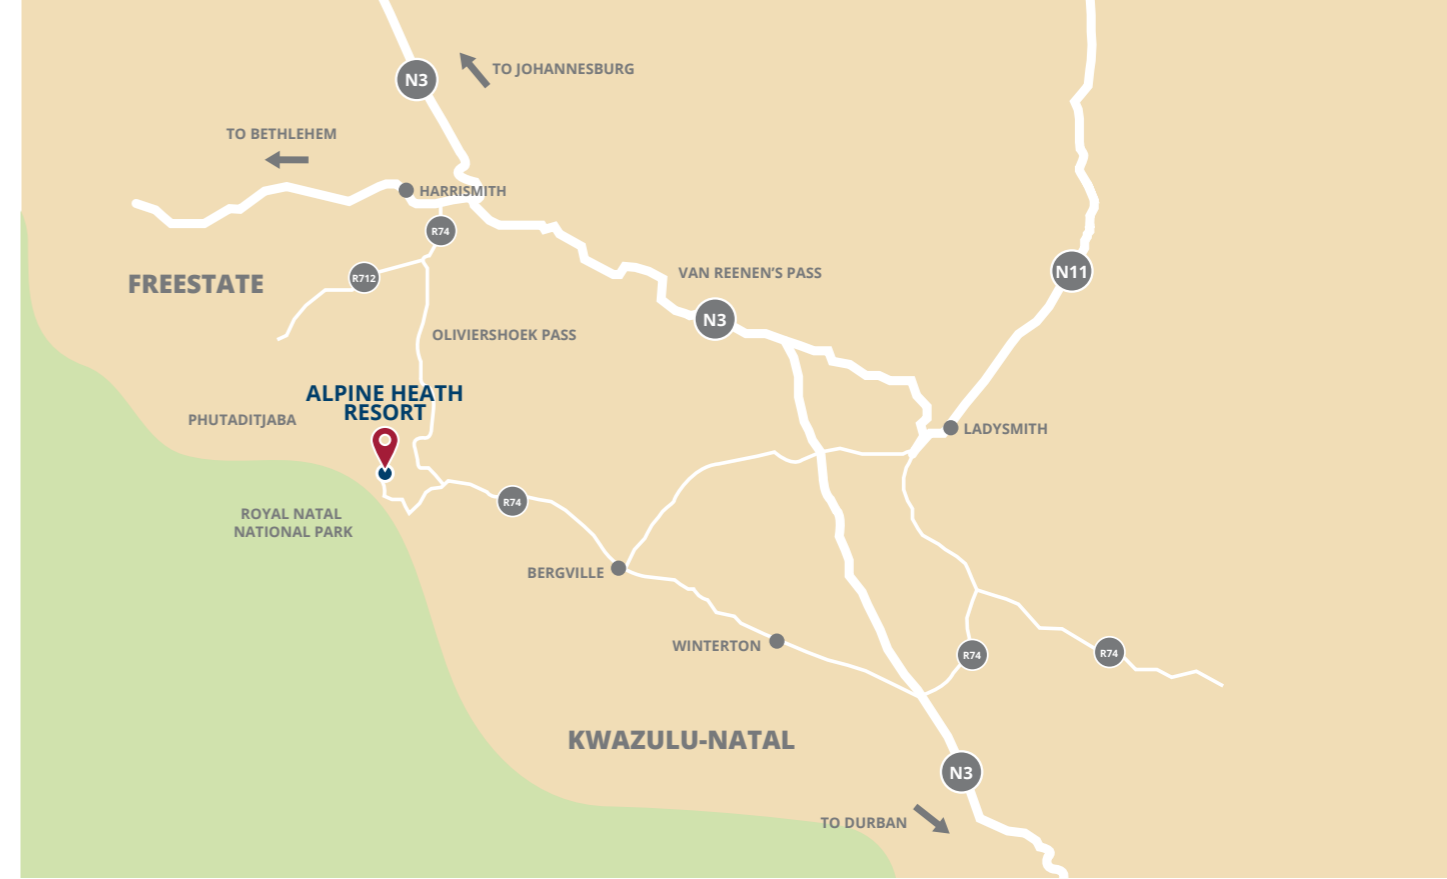 N3
TO JOHANNESBURG
TO BETHLEHEM
HARRISMITH
R74
R712
FREESTATE
VAN REENEN'S PASS
N11
N3
OLIVIERSHOEK PASS
ALPINE HEATH
RESORT
PHUTADITJABA
LADYSMITH
R74
ROYAL NATAL
NATIONAL PARK
BERGVILLE
WINTERTON
R74
R74
KWAZULU-NATAL
N3
TO DURBAN